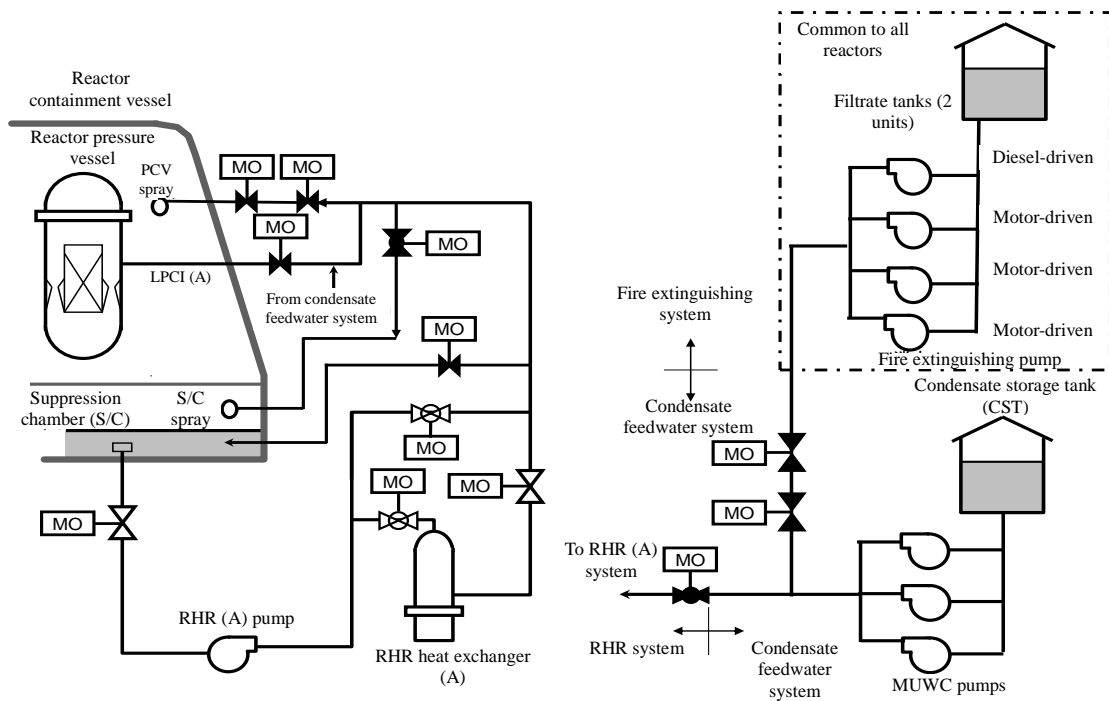 Reactor
containment vessel
Reactor pressure
vessel
PCV
spray
MO
MO
MO
MO
LPCI (A)
From condensate
feedwater system
MO
Suppression
chamber (S/C)
S/C
spray
MO
MO
MO
MO
RHR (A) pump
RHR heat exchanger
(A)
Common to all
reactors
Filtrate tanks (2
units)
Diesel-driven
Motor-driven
Motor-driven
Motor-driven
Fire extinguishing pump
Fire extinguishing
system
Condensate
feedwater system
Condensate storage tank
(CST)
MO
MO
To RHR (A)
system
MO
RHR system
Condensate
feedwater
system
MUWC pumps